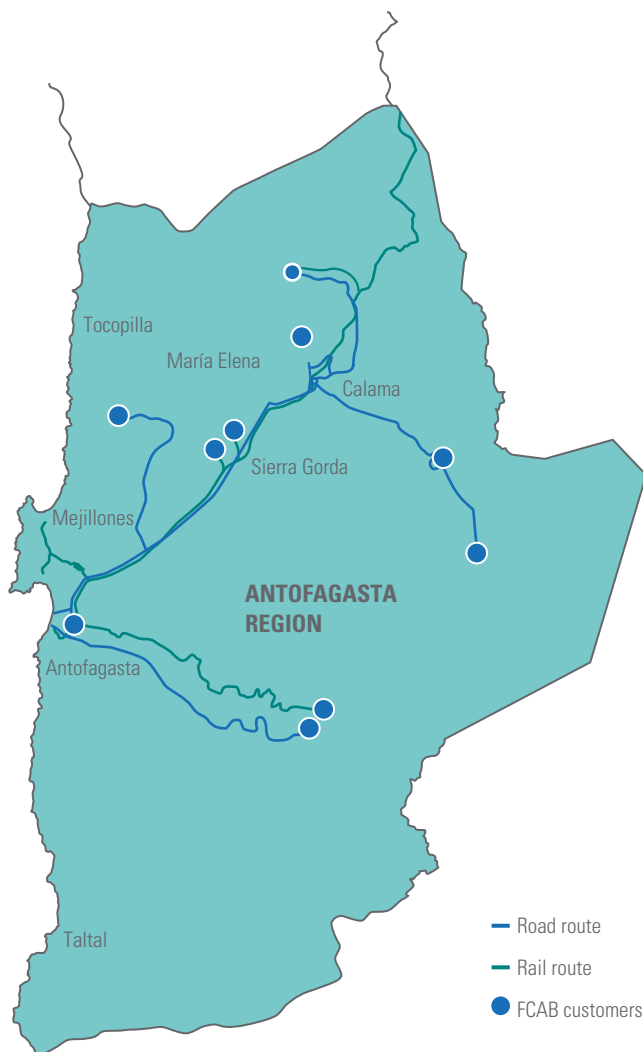 Tocopilla
María Elena
Calama
Sierra Gorda
Mejillones
ANTOFAGASTA
REGION
Antofagasta
Taltal
Road route
Rail route
FCAB customers